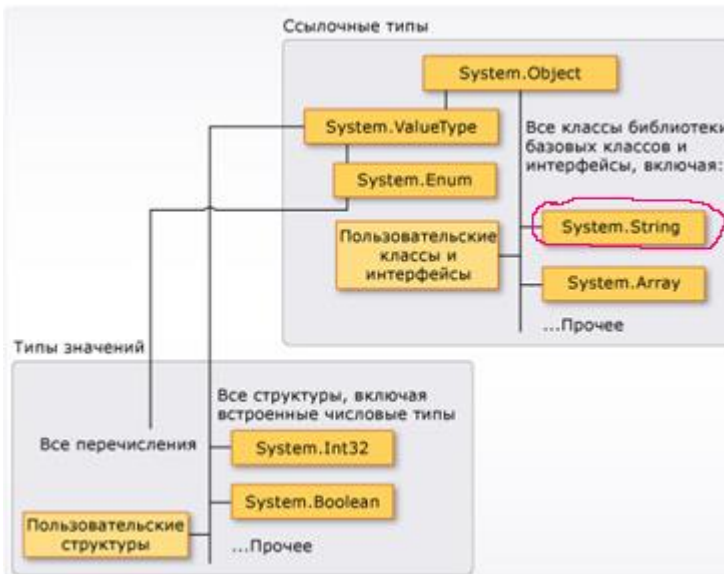 Ссылочные типы
System.Object
System.ValueType
Все классы библиотеки
базовых классов и
интерфейсы, включая:
System.Enum
System.String
Пользовательские
классы и
интерфейсы
System.Array
...Прочее
Типы значений
Все структуры, включая
встроенные числовые типы
Все перечисления
System.Int32
System.Boolean
Пользовательские
структуры
...Прочее